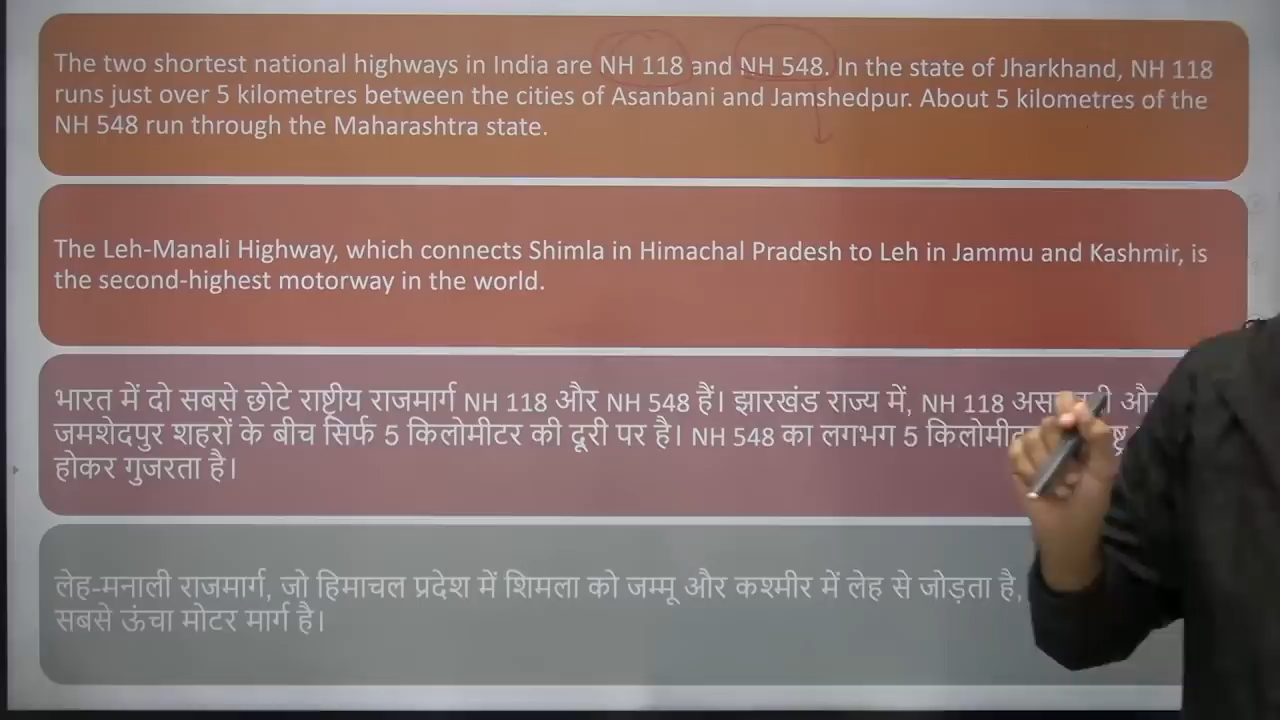 The two shortest national highways in India are NH 118 and NH 548. In the state of Jharkhand, NH 118
runs just over 5 kilometres between the cities of Asanbani and Jamshedpur. About 5 kilometres of the
NH 548 run through the Maharashtra state.
The Leh-Manali Highway, which connects Shimla in Himachal Pradesh to Leh in Jammu and Kashmir, is
the second-highest motorway in the world.
भारत में दो सबसे छोटे राष्ट्रीय राजमार्ग NH 118 और NH 548 हैं। झारखंड राज्य में, NH 118
जमशेदपुर शहरों के बीच सिर्फ 5 किलोमीटर की दूरी पर है। NH 548 का लगभग 5
होकर गुजरता है।
लेह-मनाली राजमार्ग, जो हिमाचल प्रदेश में शिमला को जम्मू और कश्मीर में लेह से जोड़ता है,
सबसे ऊंचा मोटर मार्ग है।